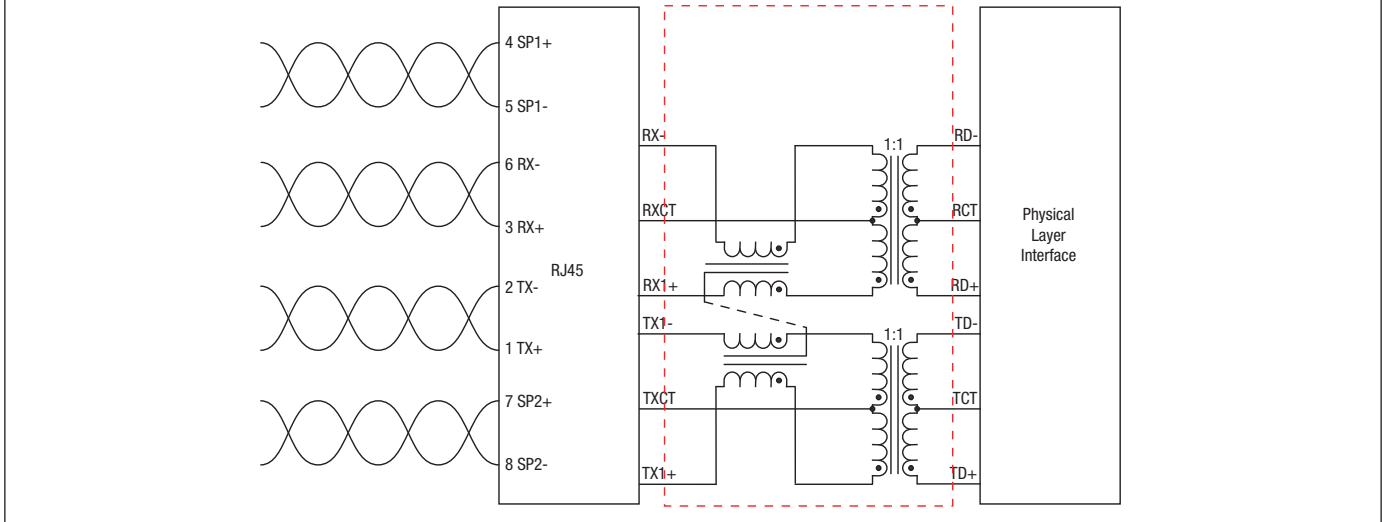 4 SP1+
5 SP1-
6 RX-
3 RX+
2 TX-
1 TX+
7 SP2+
8 SP2-
RJ45
RX-
RXCT
RX1+
TX1-
TXCT
TX1+
1:1
1:1
RD-
RCT
RD+
TD-
TCT
TD+
Physical
Layer
Interface